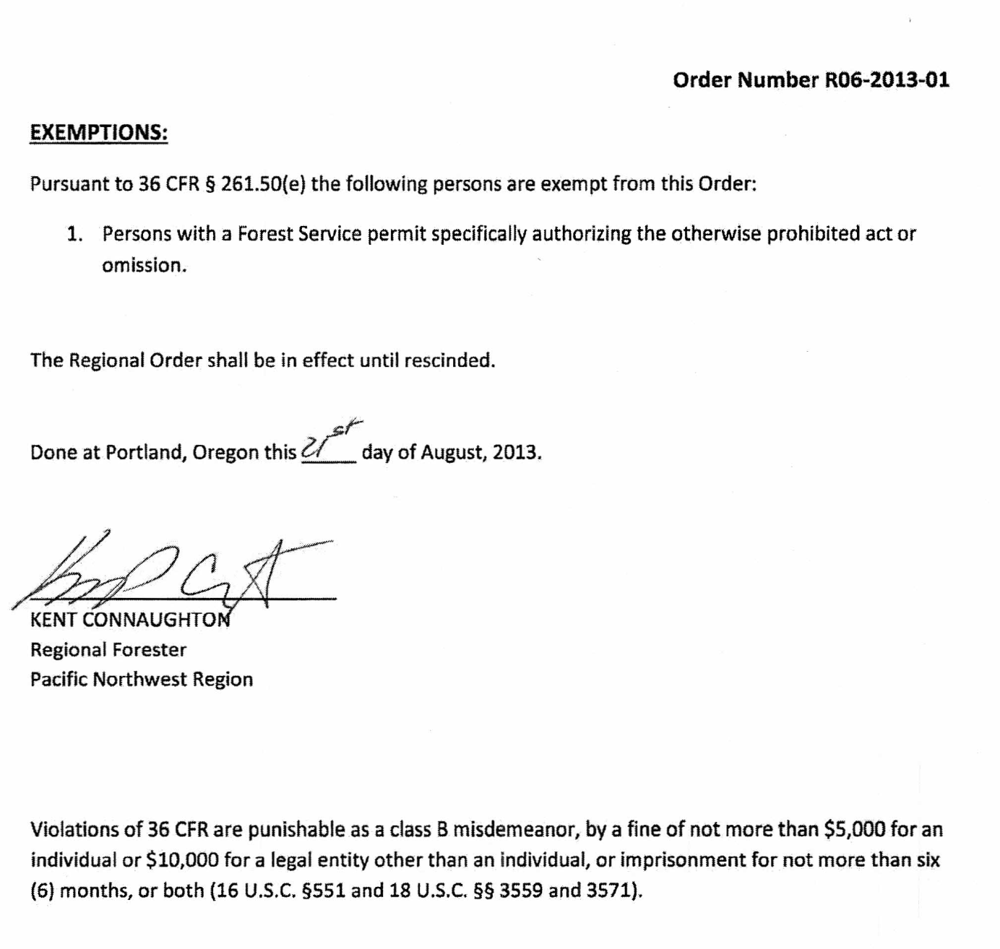 Order Number R06-2013-01
EXEMPTIONS:
Pursuant to 36 CFR § 261.50(e) the following persons are exempt from this Order:
1. Persons with a Forest Service permit specifically authorizing the otherwise prohibited act or
omission.
The Regional Order shall be in effect until rescinded.
Done at Portland, Oregon this 21st day of August, 2013.
KENT CONNAUGHTON
Regional Forester
Pacific Northwest Region
Violations of 36 CFR are punishable as a class B misdemeanor, by a fine of not more than $5,000 for an
individual or $10,000 for a legal entity other than an individual, or imprisonment for not more than six
(6) months, or both (16 U.S.C. §551 and 18 U.S.C. §§ 3559 and 3571).